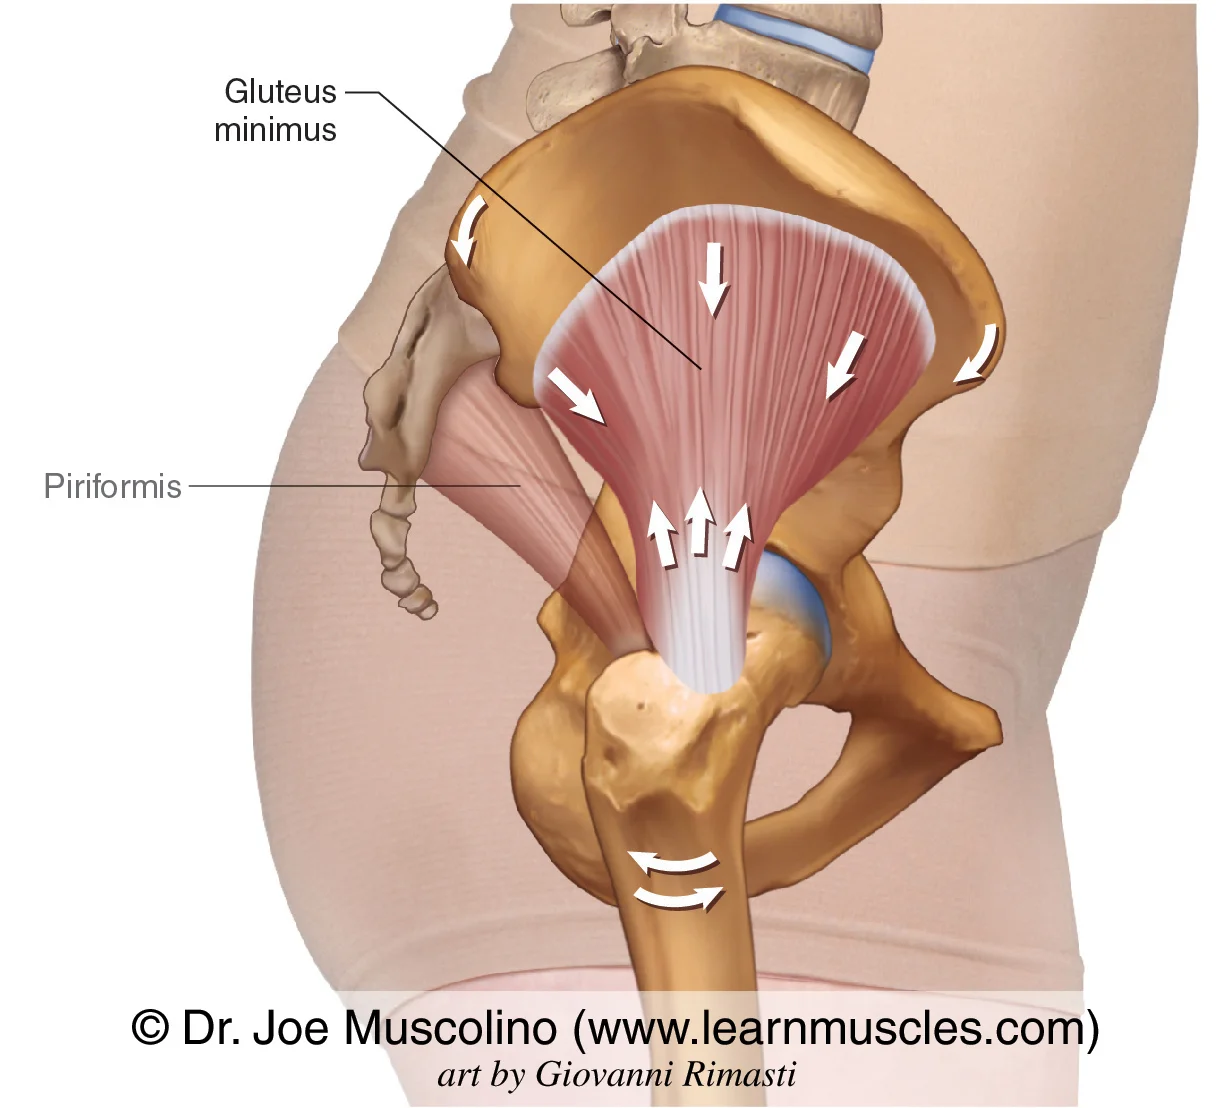 Gluteus
minimus
Piriformis
© Dr. Joe Muscolino (www.learnmuscles.com)
art by Giovanni Rimasti